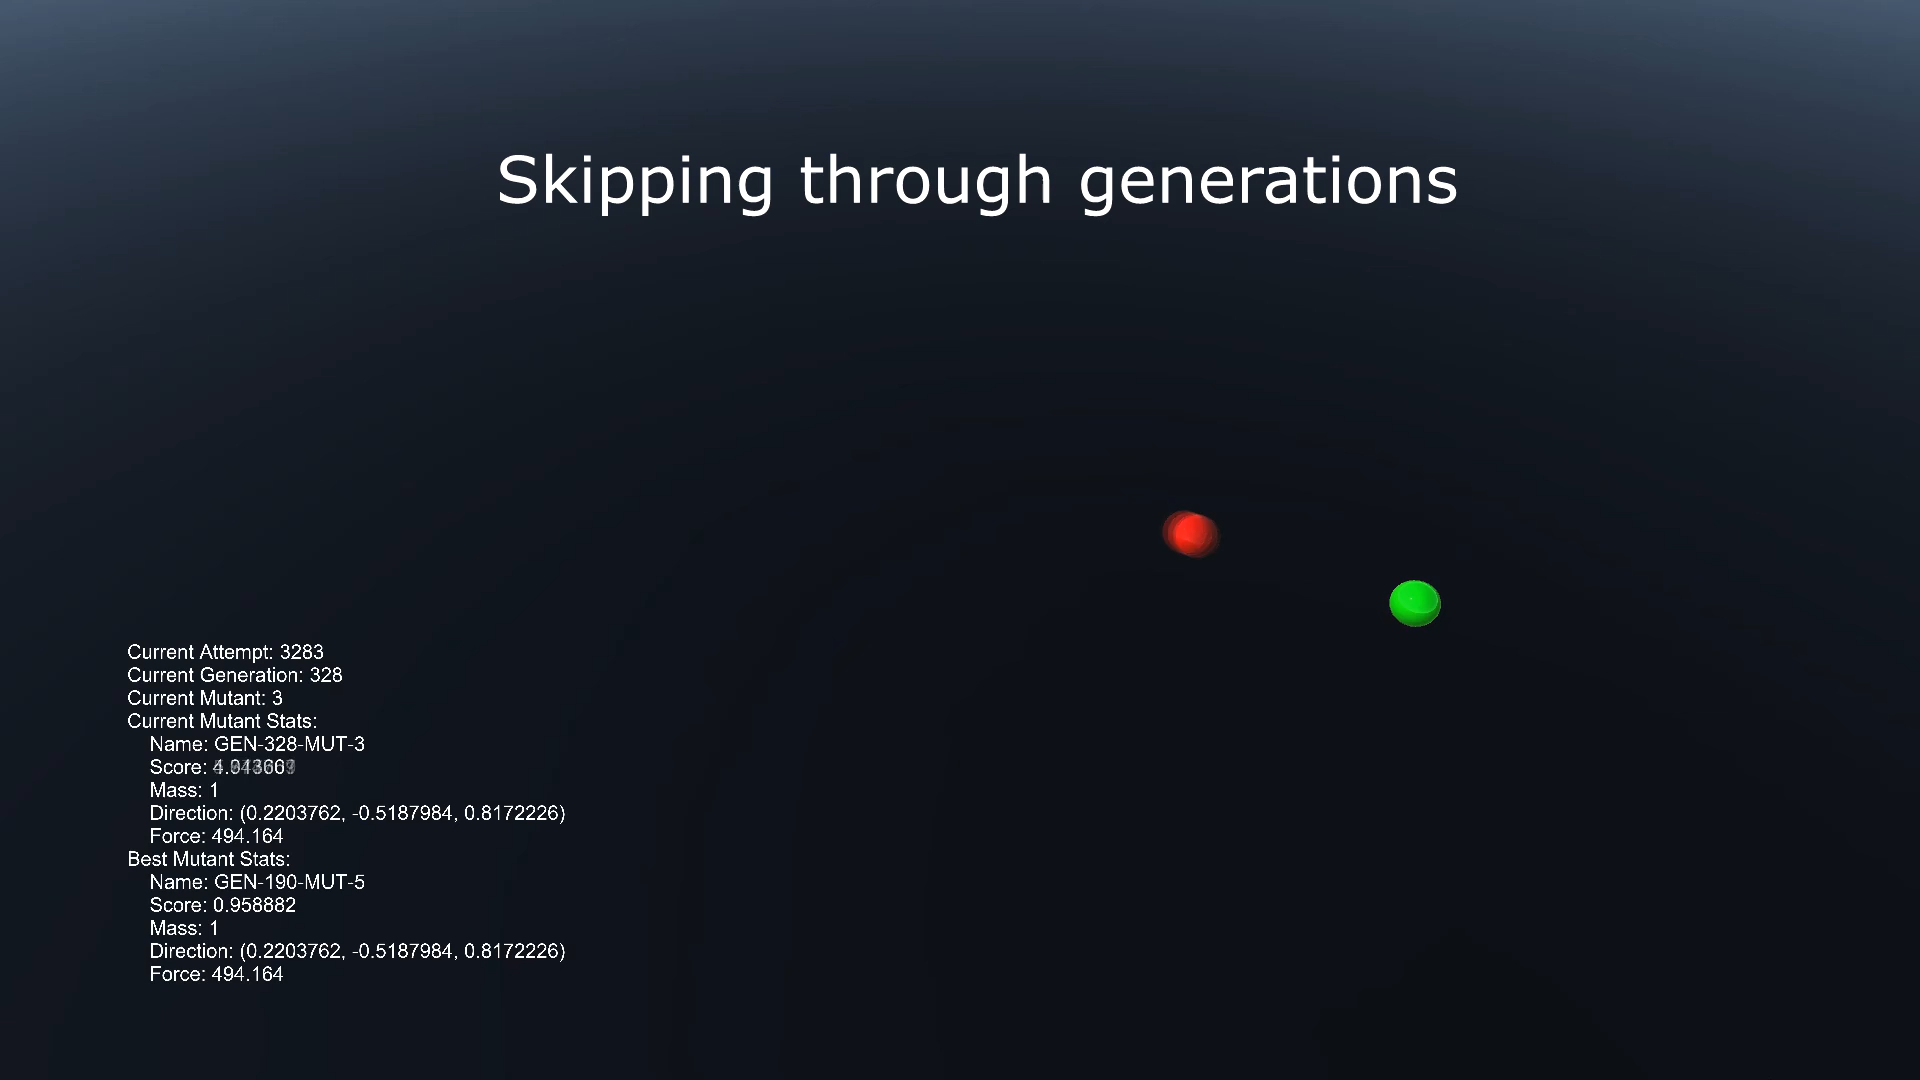 Skipping through generations
Current Attempt: 3283
Current Generation: 328
Current Mutant: 3
Current Mutant Stats:
Name: GEN-328-MUT-3
Score:
Mass: 1
Direction: (0.2203762, -0.5187984, 0.8172226)
Force: 494.164
Best Mutant Stats:
Name: GEN-190-MUT-5
Score: 0.958882
Mass: 1
Direction: (0.2203762, -0.5187984, 0.8172226)
Force: 494.164